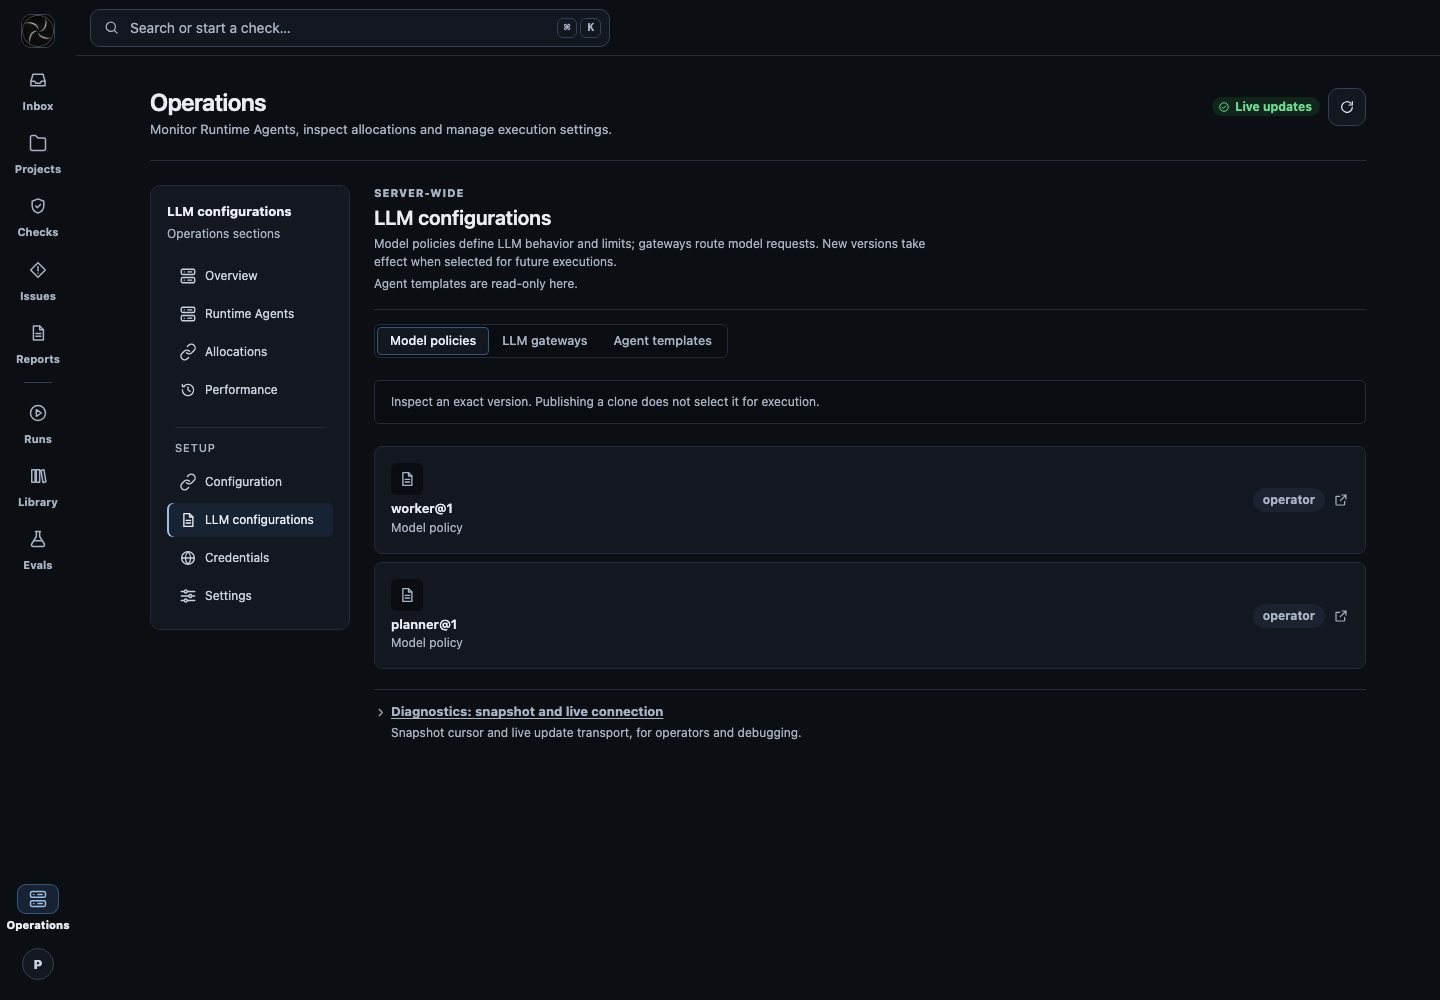 Search or start a check...
⌘ K
Inbox
Projects
Checks
Issues
Reports
Runs
Library
Evals
Operations
P
Operations
Monitor Runtime Agents, inspect allocations and manage execution settings.
Live updates
LLM configurations
Operations sections
Overview
Runtime Agents
Allocations
Performance
SETUP
Configuration
LLM configurations
Credentials
Settings
SERVER-WIDE
LLM configurations
Model policies define LLM behavior and limits; gateways route model requests. New versions take
effect when selected for future executions.
Agent templates are read-only here.
Model policies
LLM gateways
Agent templates
Inspect an exact version. Publishing a clone does not select it for execution.
worker@1
Model policy
operator
planner@1
Model policy
operator
Diagnostics: snapshot and live connection
Snapshot cursor and live update transport, for operators and debugging.